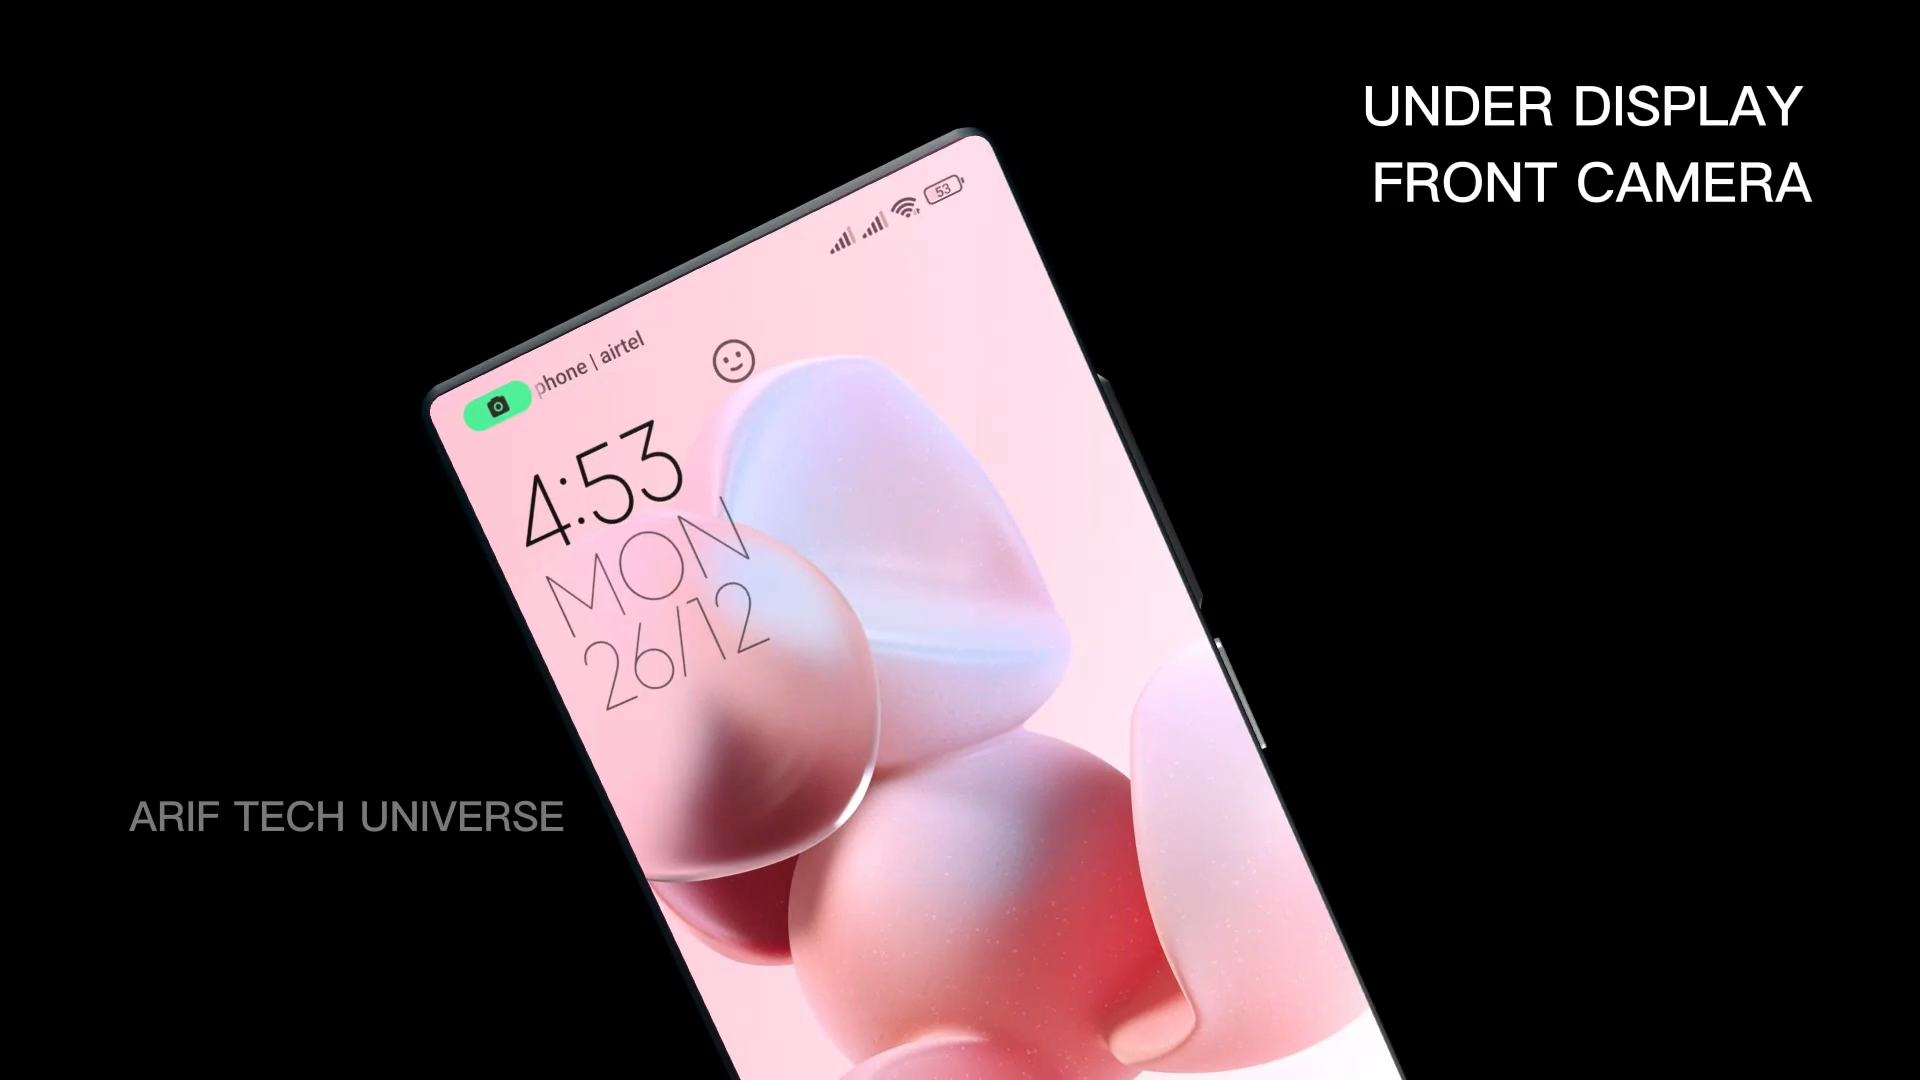 UNDER DISPLAY
FRONT CAMERA
53
phone | airtel
4:53
MON
26/12
ARIF TECH UNIVERSE